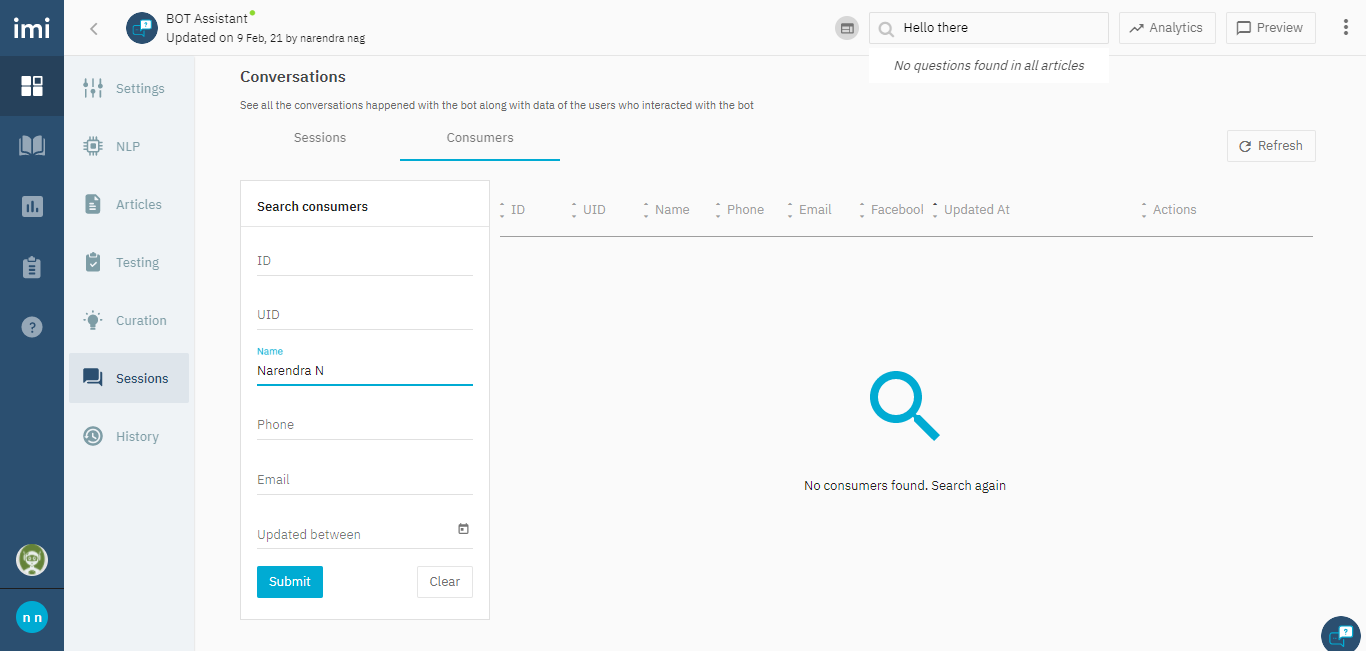 imi
BOT Assistant
Updated on 9 Feb, 21 by narendra nag
Hello there
Analytics
Preview
No questions found in all articles
Settings
NLP
Articles
Testing
Curation
Sessions
History
n n
Conversations
See all the conversations happened with the bot along with data of the users who interacted with the bot
Sessions
Consumers
Refresh
Search consumers
ID
UID
Name
Narendra N
Phone
Email
Updated between
Submit
Clear
ID UID Name Phone Email Facebool Updated At Actions
No consumers found. Search again